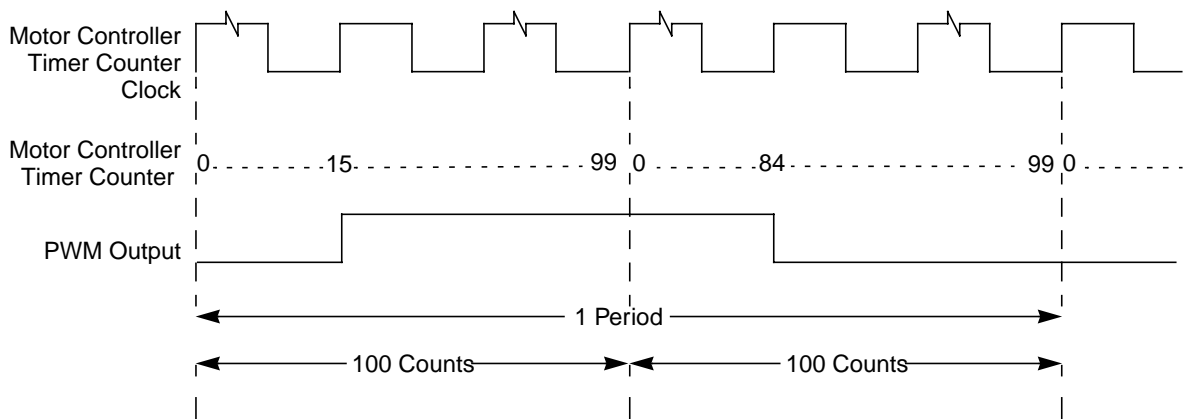 Motor Controller
Timer Counter
Clock
Motor Controller
Timer Counter
0 15 99 0 84 99 0
PWM Output
1 Period
100 Counts 100 Counts